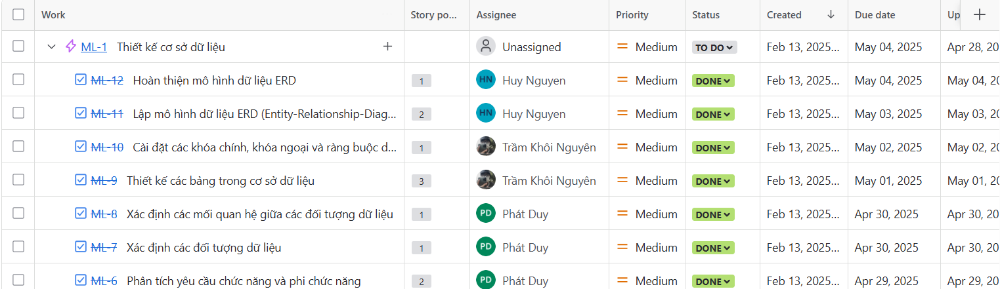 Work Story po... Assignee Priority Status Created Due date Up
ML-1 Thiết kế cơ sở dữ liệu Unassigned Medium TO DO Feb 13, 2025... May 04, 2025 Apr 28, 20
ML-12 Hoàn thiện mô hình dữ liệu ERD 1 HN Huy Nguyen Medium DONE Feb 13, 2025... May 04, 2025 May 04, 20
ML-11 Lập mô hình dữ liệu ERD (Entity-Relationship-Diag... 2 HN Huy Nguyen Medium DONE Feb 13, 2025... May 03, 2025 May 03, 20
ML-10 Cài đặt các khóa chính, khóa ngoại và ràng buộc d... 1 Trầm Khôi Nguyên Medium DONE Feb 13, 2025... May 02, 2025 May 02, 20
ML-9 Thiết kế các bảng trong cơ sở dữ liệu 3 Trầm Khôi Nguyên Medium DONE Feb 13, 2025... May 01, 2025 May 01, 20
ML-8 Xác định các mối quan hệ giữa các đối tượng dữ liệu 1 PD Phát Duy Medium DONE Feb 13, 2025... Apr 30, 2025 Apr 30, 20
ML-7 Xác định các đối tượng dữ liệu 1 PD Phát Duy Medium DONE Feb 13, 2025... Apr 30, 2025 Apr 30, 20
ML-6 Phân tích yêu cầu chức năng và phi chức năng 2 PD Phát Duy Medium DONE Feb 13, 2025... Apr 29, 2025 Apr 29, 20